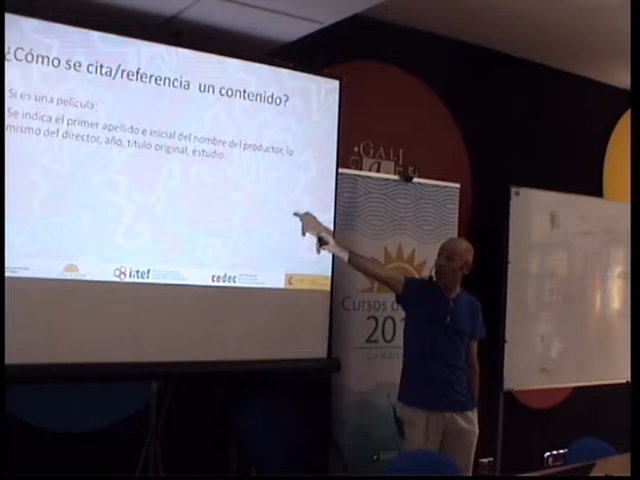 ¿Cómo se cita/referencia un contenido?
Si es una película:
Se indica el primer apellido e inicial del nombre del productor, lo
mismo del director, año, título original, estudio.
intef
cedec
GALI
Cursos d
201